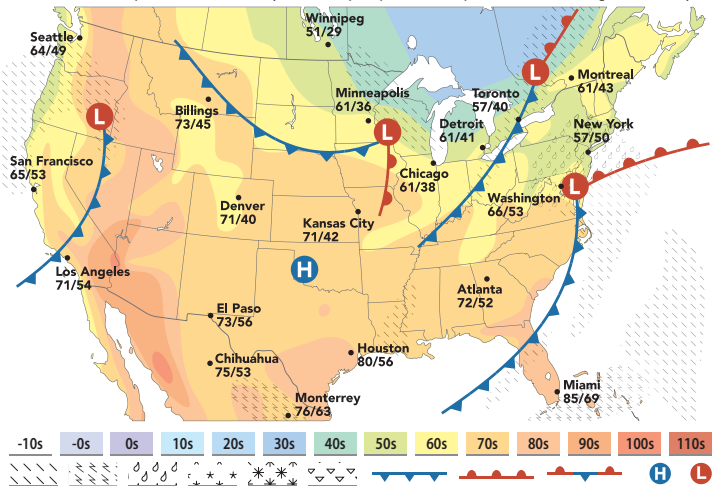 Winnipeg
51/29
Seattle
64/49
Montreal
61/43
Minneapolis
61/36
Toronto
57/40
Billings
73/45
Detroit
61/41
New York
57/50
L
L
L
San Francisco
65/53
Chicago
61/38
Denver
71/40
Washington
66/53
L
Kansas City
71/42
H
Los Angeles
71/54
Atlanta
72/52
El Paso
73/56
Houston
80/56
Chihuahua
75/53
Miami
85/69
Monterrey
76/63
-10s -0s 0s 10s 20s 30s 40s 50s 60s 70s 80s 90s 100s 110s
H L